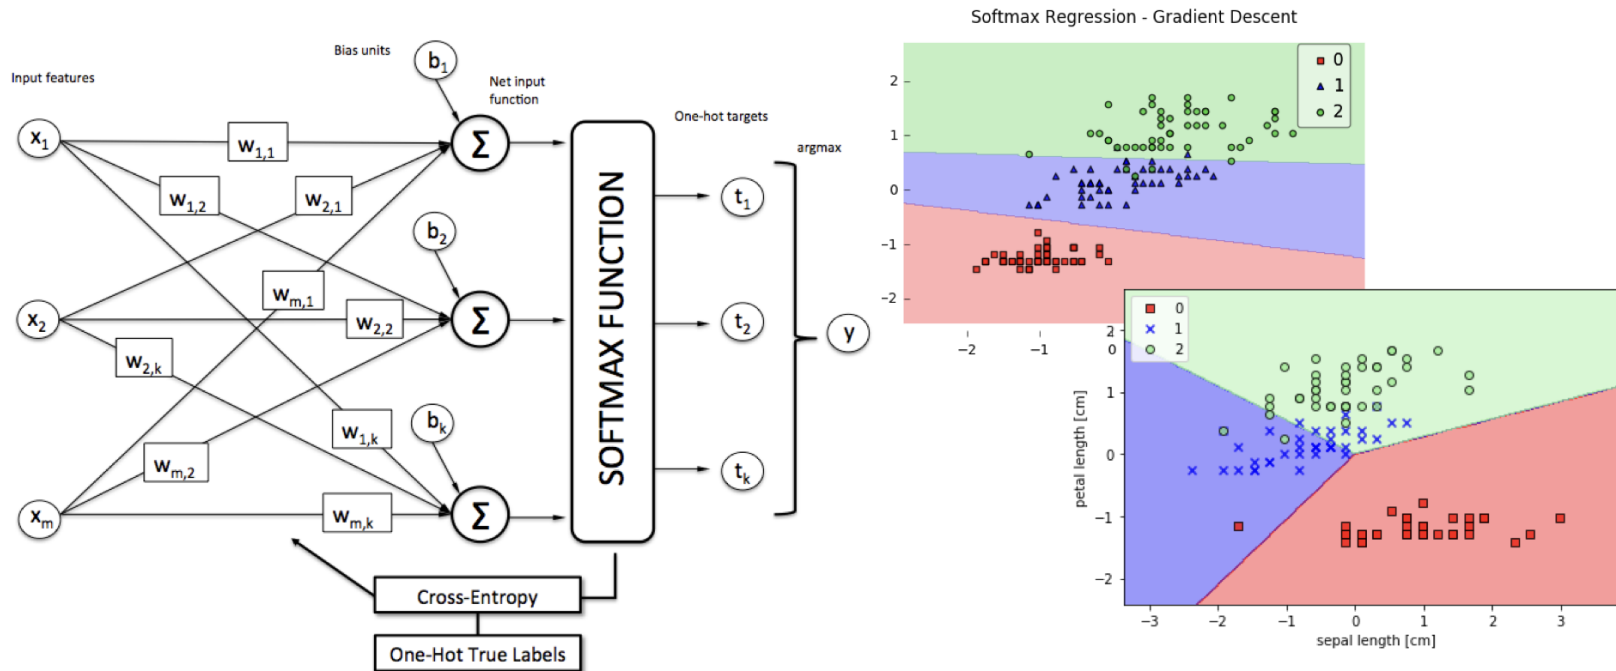 Input features
Bias units
Net input
function
One-hot targets
argmax
x1
x2
xm
w1,1
w1,2
w2,1
wm,1
w2,2
w2,k
w1,k
wm,2
wm,k
b1
b2
bk
Σ
Σ
Σ
SOFTMAX FUNCTION
t1
t2
tk
y
Cross-Entropy
One-Hot True Labels
Softmax Regression - Gradient Descent
0
1
2
2
1
0
−1
−2
−2
−1
0
1
2
2
0
1
0
−1
−2
petal length [cm]
−3
−2
−1
0
1
2
3
sepal length [cm]